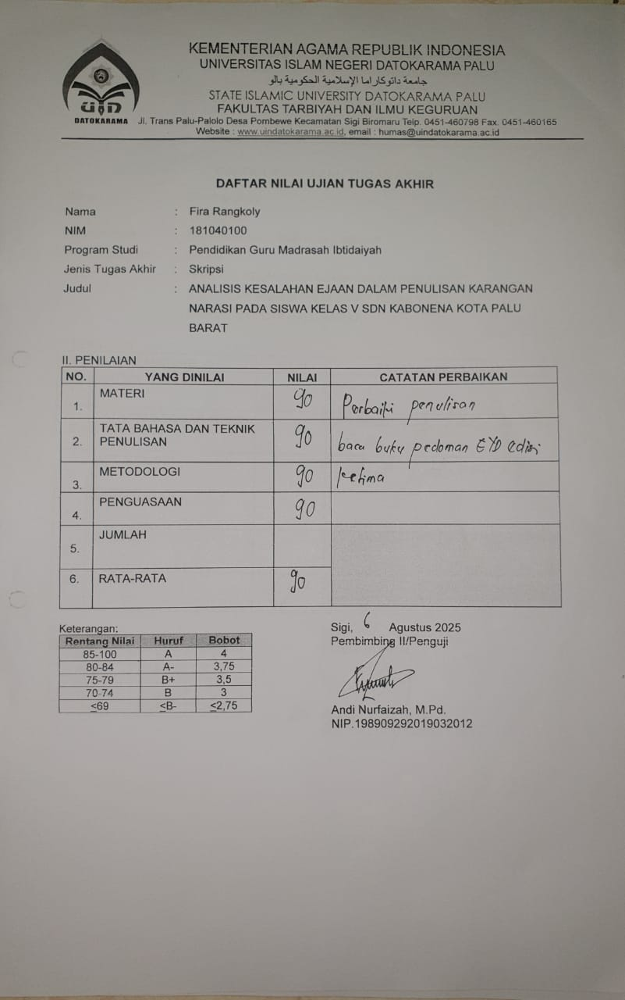 KEMENTERIAN AGAMA REPUBLIK INDONESIA
UNIVERSITAS ISLAM NEGERI DATOKARAMA PALU
جامعة داتوكاراما الإسلامية الحكومية بالو
STATE ISLAMIC UNIVERSITY DATOKARAMA PALU
FAKULTAS TARBIYAH DAN ILMU KEGURUAN
DATOKARAMA
Jl. Trans Palu-Palolo Desa Pombewe Kecamatan Sigi Biromaru Telp. 0451-460798 Fax. 0451-460165
Website : www.uindatokarama.ac.id, email : humas@uindatokarama.ac.id
DAFTAR NILAI UJIAN TUGAS AKHIR
Nama : Fira Rangkoly
NIM : 181040100
Program Studi : Pendidikan Guru Madrasah Ibtidaiyah
Jenis Tugas Akhir : Skripsi
Judul : ANALISIS KESALAHAN EJAAN DALAM PENULISAN KARANGAN
NARASI PADA SISWA KELAS V SDN KABONENA KOTA PALU
BARAT
II. PENILAIAN
NO. YANG DINILAI NILAI CATATAN PERBAIKAN
1. MATERI 90 Perbaiki penulisan
2. TATA BAHASA DAN TEKNIK PENULISAN 90 baca buku pedoman EYD edisi
3. METODOLOGI 90 kelima
4. PENGUASAAN 90
5. JUMLAH
6. RATA-RATA 90
Keterangan:
Rentang Nilai Huruf Bobot
85-100 A 4
80-84 A- 3,75
75-79 B+ 3,5
70-74 B 3
≤69 ≤B- ≤2,75
Sigi, 6 Agustus 2025
Pembimbing II/Penguji
Andi Nurfaizah, M.Pd.
NIP.198909292019032012